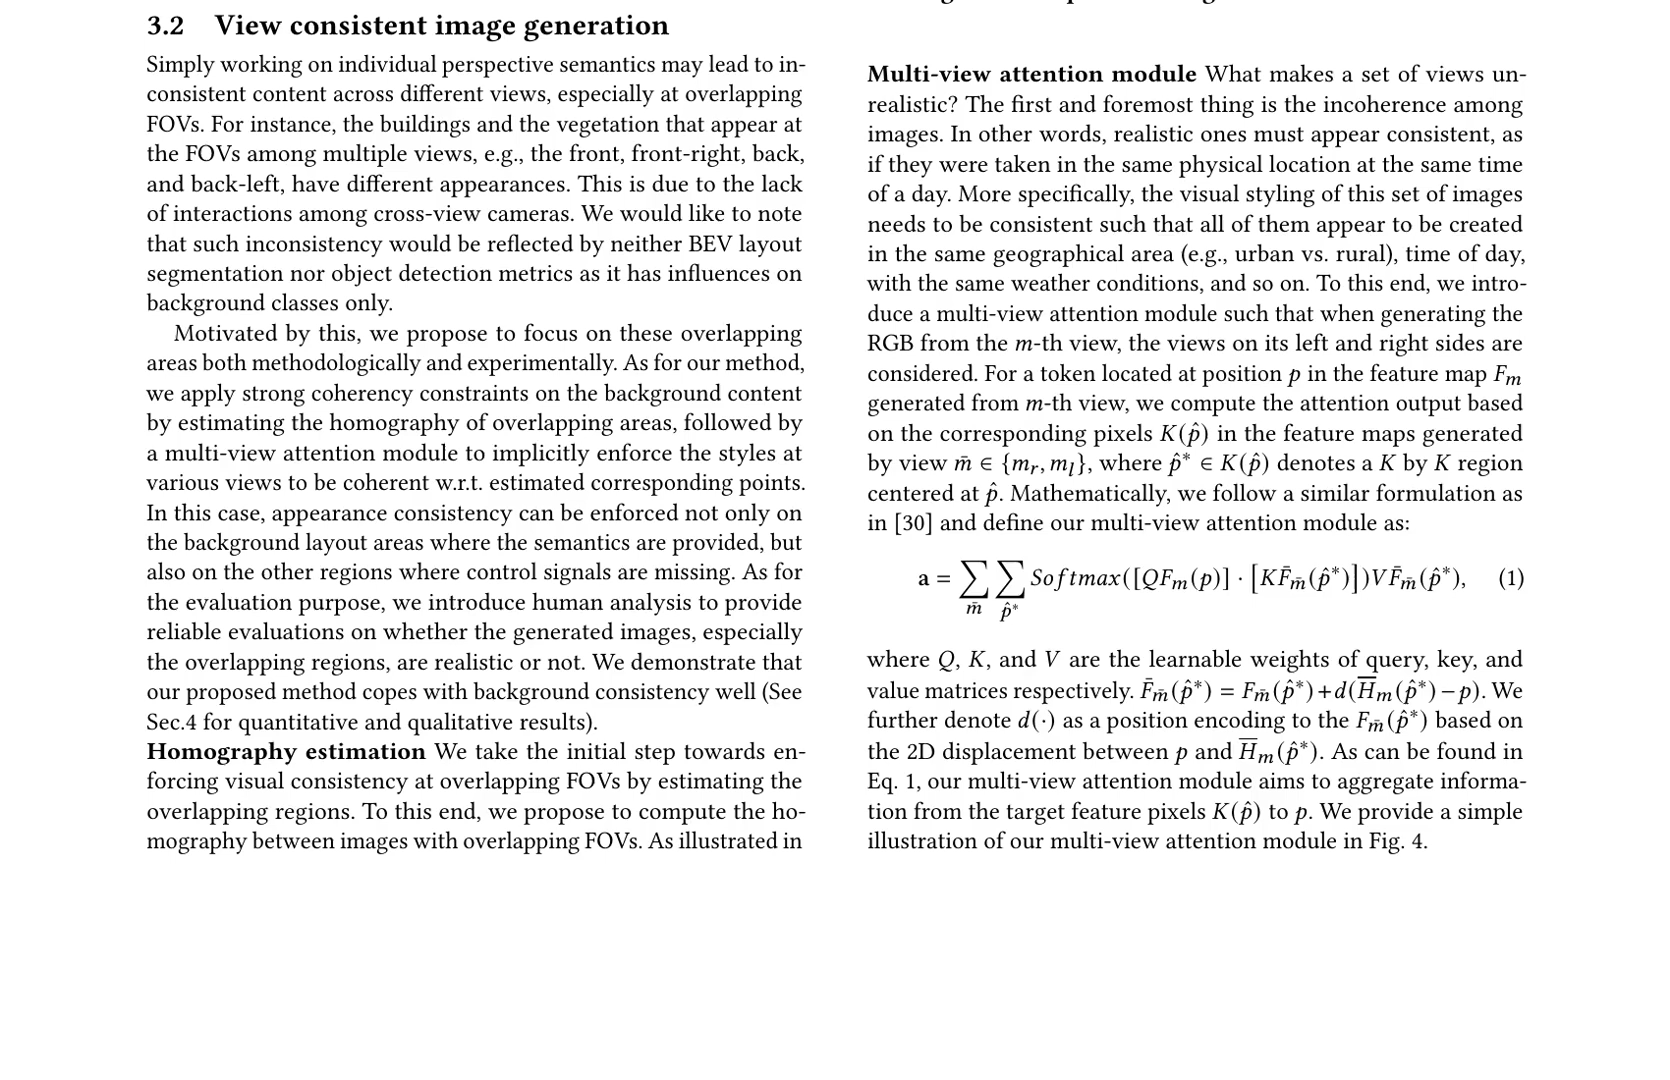 3.2 View consistent image generation
Simply working on individual perspective semantics may lead to in-
consistent content across different views, especially at overlapping
FOVs. For instance, the buildings and the vegetation that appear at
the FOVs among multiple views, e.g., the front, front-right, back,
and back-left, have different appearances. This is due to the lack
of interactions among cross-view cameras. We would like to note
that such inconsistency would be reflected by neither BEV layout
segmentation nor object detection metrics as it has influences on
background classes only.
Motivated by this, we propose to focus on these overlapping
areas both methodologically and experimentally. As for our method,
we apply strong coherency constraints on the background content
by estimating the homography of overlapping areas, followed by
a multi-view attention module to implicitly enforce the styles at
various views to be coherent w.r.t. estimated corresponding points.
In this case, appearance consistency can be enforced not only on
the background layout areas where the semantics are provided, but
also on the other regions where control signals are missing. As for
the evaluation purpose, we introduce human analysis to provide
reliable evaluations on whether the generated images, especially
the overlapping regions, are realistic or not. We demonstrate that
our proposed method copes with background consistency well (See
Sec.4 for quantitative and qualitative results).
Homography estimation We take the initial step towards en-
forcing visual consistency at overlapping FOVs by estimating the
overlapping regions. To this end, we propose to compute the ho-
mography between images with overlapping FOVs. As illustrated in
Multi-view attention module What makes a set of views un-
realistic? The first and foremost thing is the incoherence among
images. In other words, realistic ones must appear consistent, as
if they were taken in the same physical location at the same time
of a day. More specifically, the visual styling of this set of images
needs to be consistent such that all of them appear to be created
in the same geographical area (e.g., urban vs. rural), time of day,
with the same weather conditions, and so on. To this end, we intro-
duce a multi-view attention module such that when generating the
RGB from the m-th view, the views on its left and right sides are
considered. For a token located at position p in the feature map F_m
generated from m-th view, we compute the attention output based
on the corresponding pixels K(p̂) in the feature maps generated
by view m̄ ∈ {m_r, m_l}, where p̂* ∈ K(p̂) denotes a K by K region
centered at p̂. Mathematically, we follow a similar formulation as
in [30] and define our multi-view attention module as:
a = ∑_m̄ ∑_p̂* Softmax([QF_m(p)] · [KF̄_m̄(p̂*)])VF̄_m̄(p̂*), (1)
where Q, K, and V are the learnable weights of query, key, and
value matrices respectively. F̄_m̄(p̂*) = F_m̄(p̂*)+d(H̄_m(p̂*)−p). We
further denote d(·) as a position encoding to the F_m̄(p̂*) based on
the 2D displacement between p and H̄_m(p̂*). As can be found in
Eq. 1, our multi-view attention module aims to aggregate informa-
tion from the target feature pixels K(p̂) to p. We provide a simple
illustration of our multi-view attention module in Fig. 4.